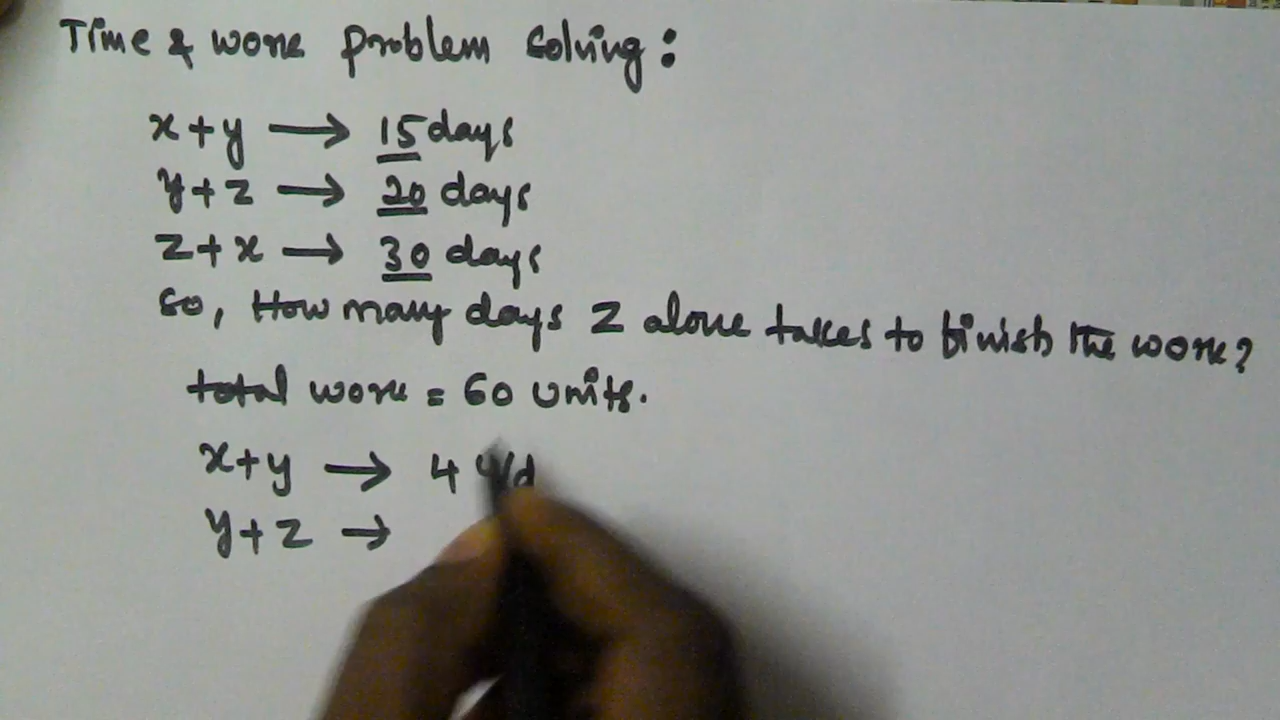 Time & work problem solving:
x+y → 15 days
y+z → 20 days
z+x → 30 days
So, How many days z alone takes to finish the work?
total work = 60 units.
x+y → 4 u/d
y+z →